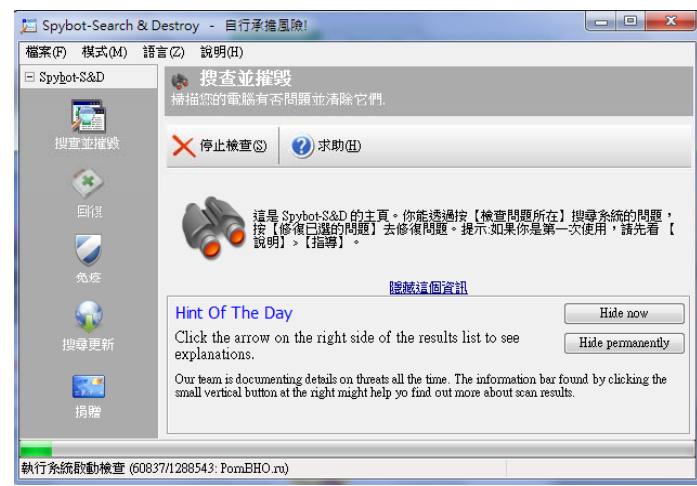 Spybot-Search & Destroy - 自行承擔風險!
檔案(F) 模式(M) 語言(Z) 說明(H)
Spybot-S&D
搜查並摧毀
掃描您的電腦有否問題並清除它們.
搜查並摧毀
停止檢查(S)
求助(H)
回復
這是 Spybot-S&D 的主頁。你能透過按【檢查問題所在】搜尋系統的問題，
按【修復已選的問題】去修復問題。提示:如果你是第一次使用，請先看【
說明】>【指導】。
免疫
隱藏這個資訊
Hint Of The Day
Hide now
Click the arrow on the right side of the results list to see
explanations.
Hide permanently
搜尋更新
Our team is documenting details on threats all the time. The information bar found by clicking the
small vertical button at the right might help yo find out more about scan results.
捐贈
執行系統啟動檢查 (60837/1288543: PornBHO.ru)